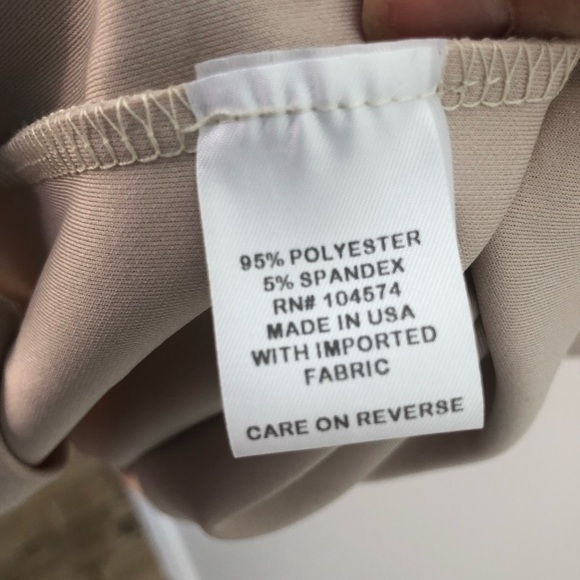 95% POLYESTER
5% SPANDEX
RN# 104574
MADE IN USA
WITH IMPORTED
FABRIC
CARE ON REVERSE